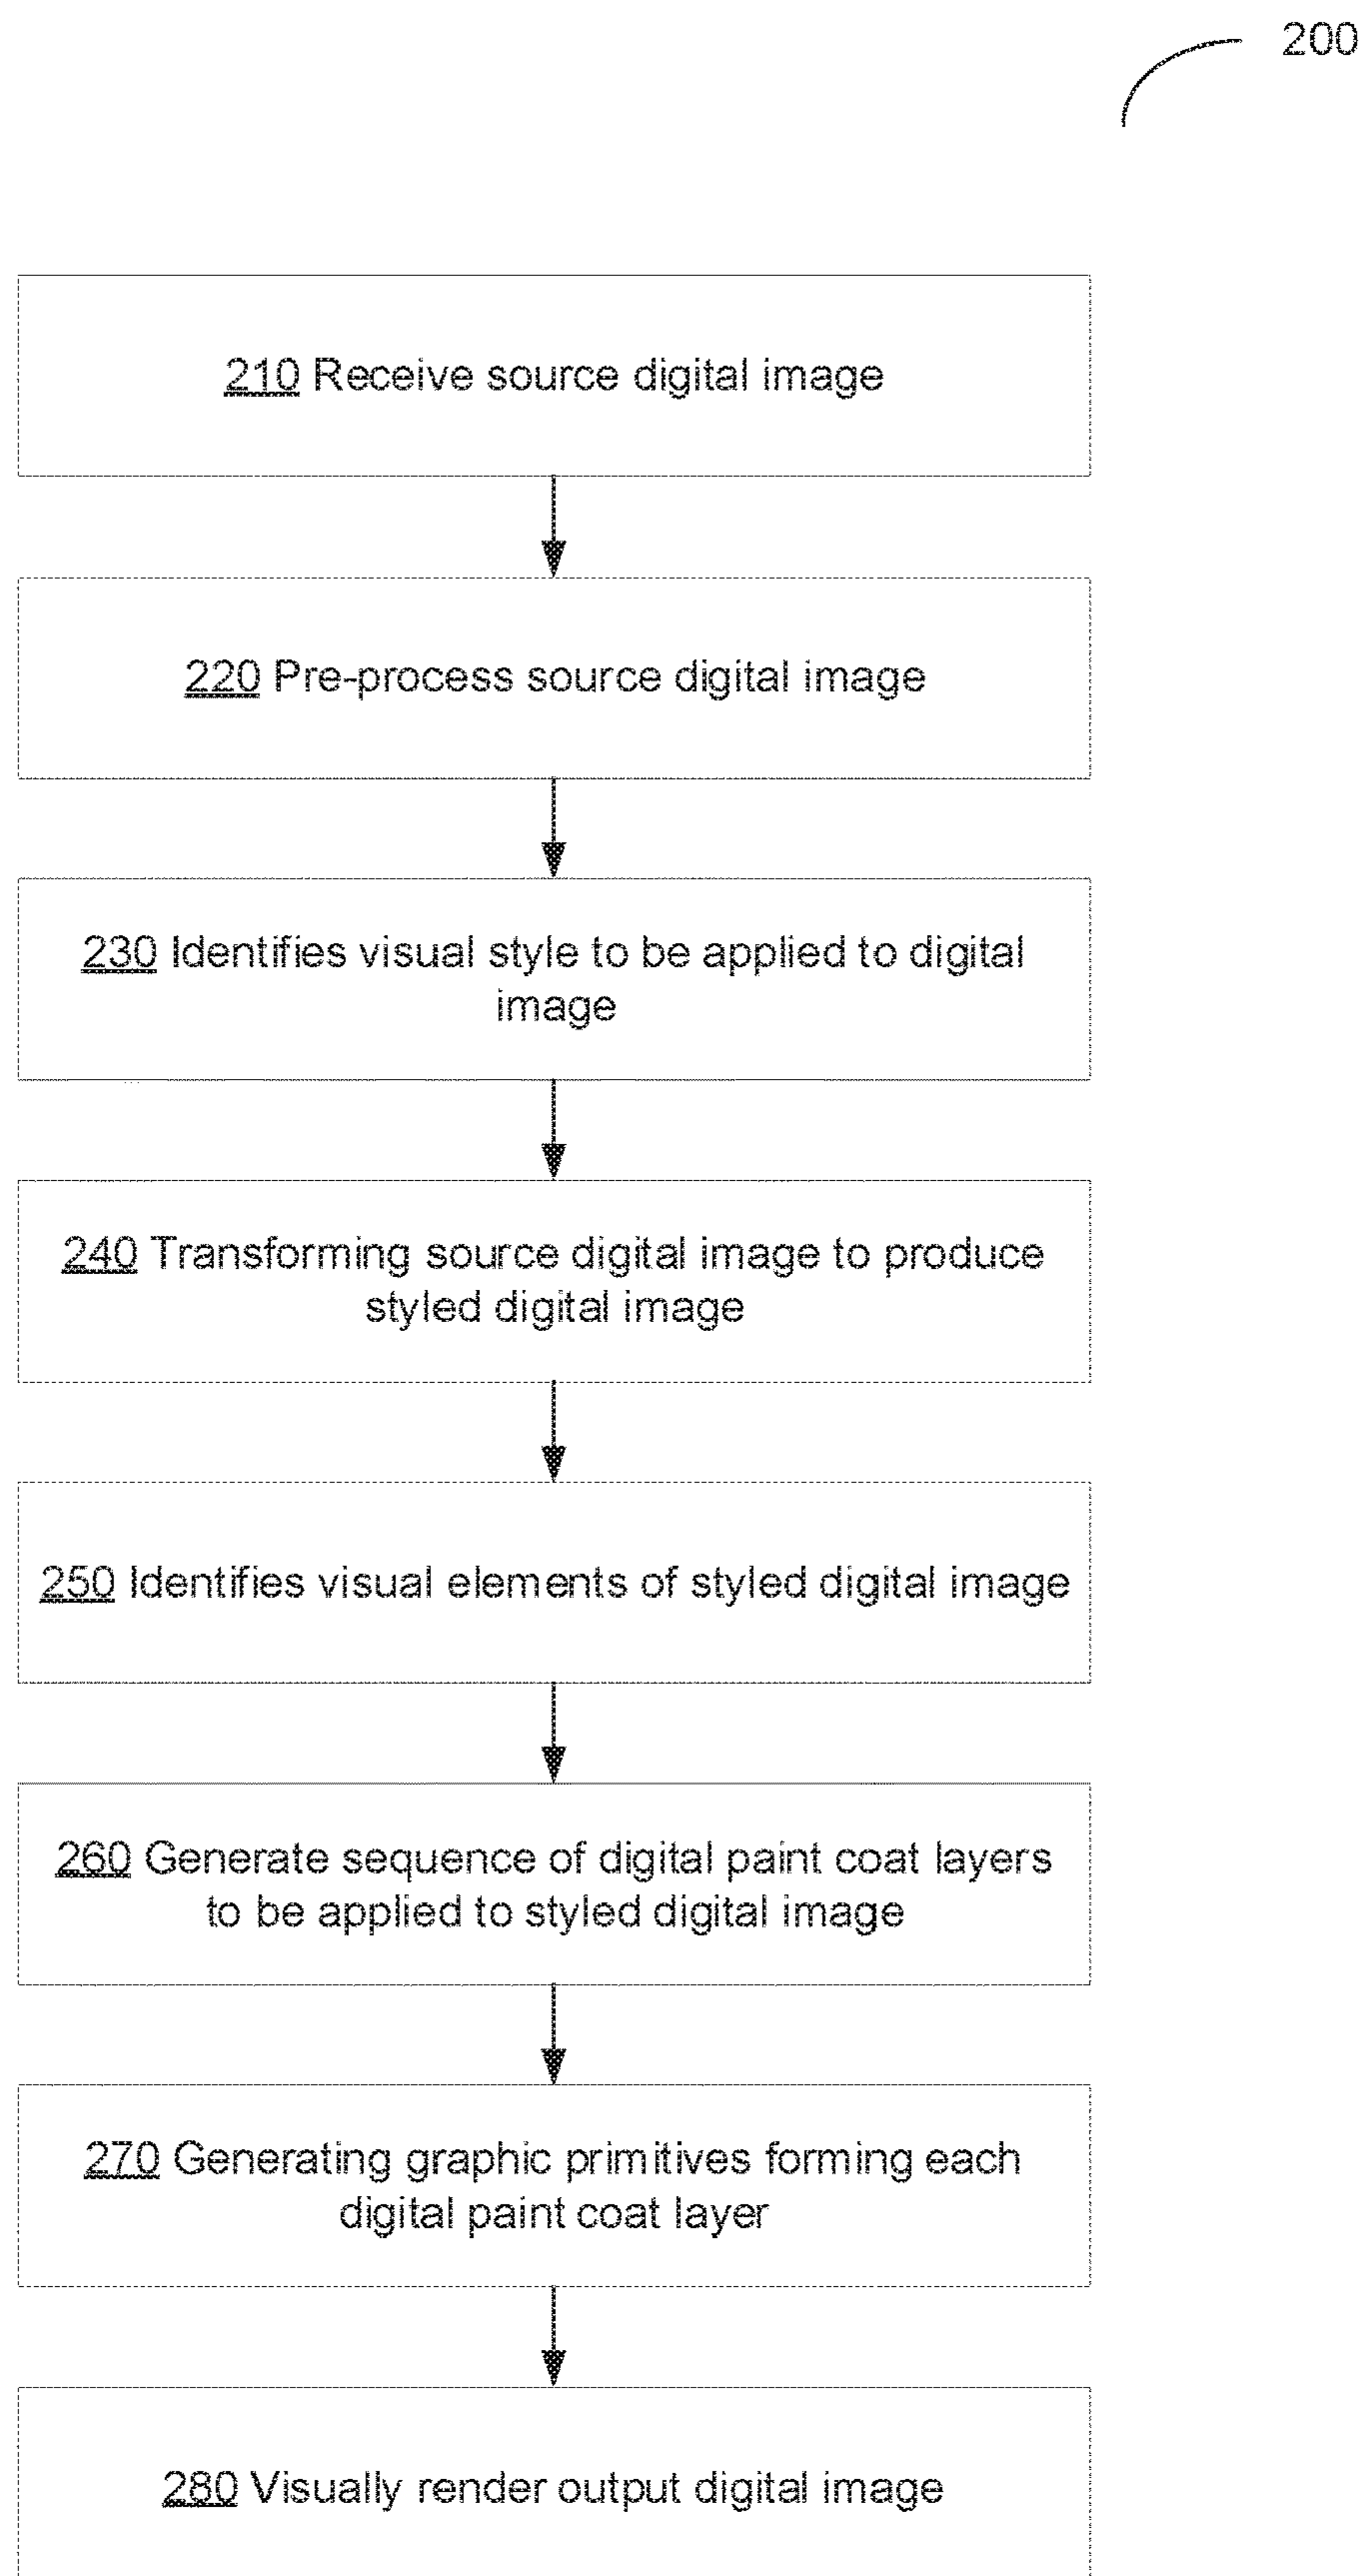 200
210 Receive source digital image
220 Pre-process source digital image
230 Identifies visual style to be applied to digital
image
240 Transforming source digital image to produce
styled digital image
250 Identifies visual elements of styled digital image
260 Generate sequence of digital paint coat layers
to be applied to styled digital image
270 Generating graphic primitives forming each
digital paint coat layer
280 Visually render output digital image